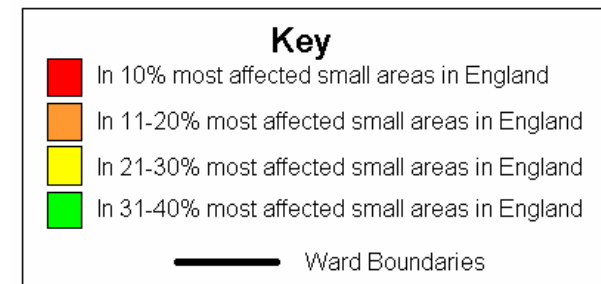 Key
In 10% most affected small areas in England
In 11-20% most affected small areas in England
In 21-30% most affected small areas in England
In 31-40% most affected small areas in England
Ward Boundaries